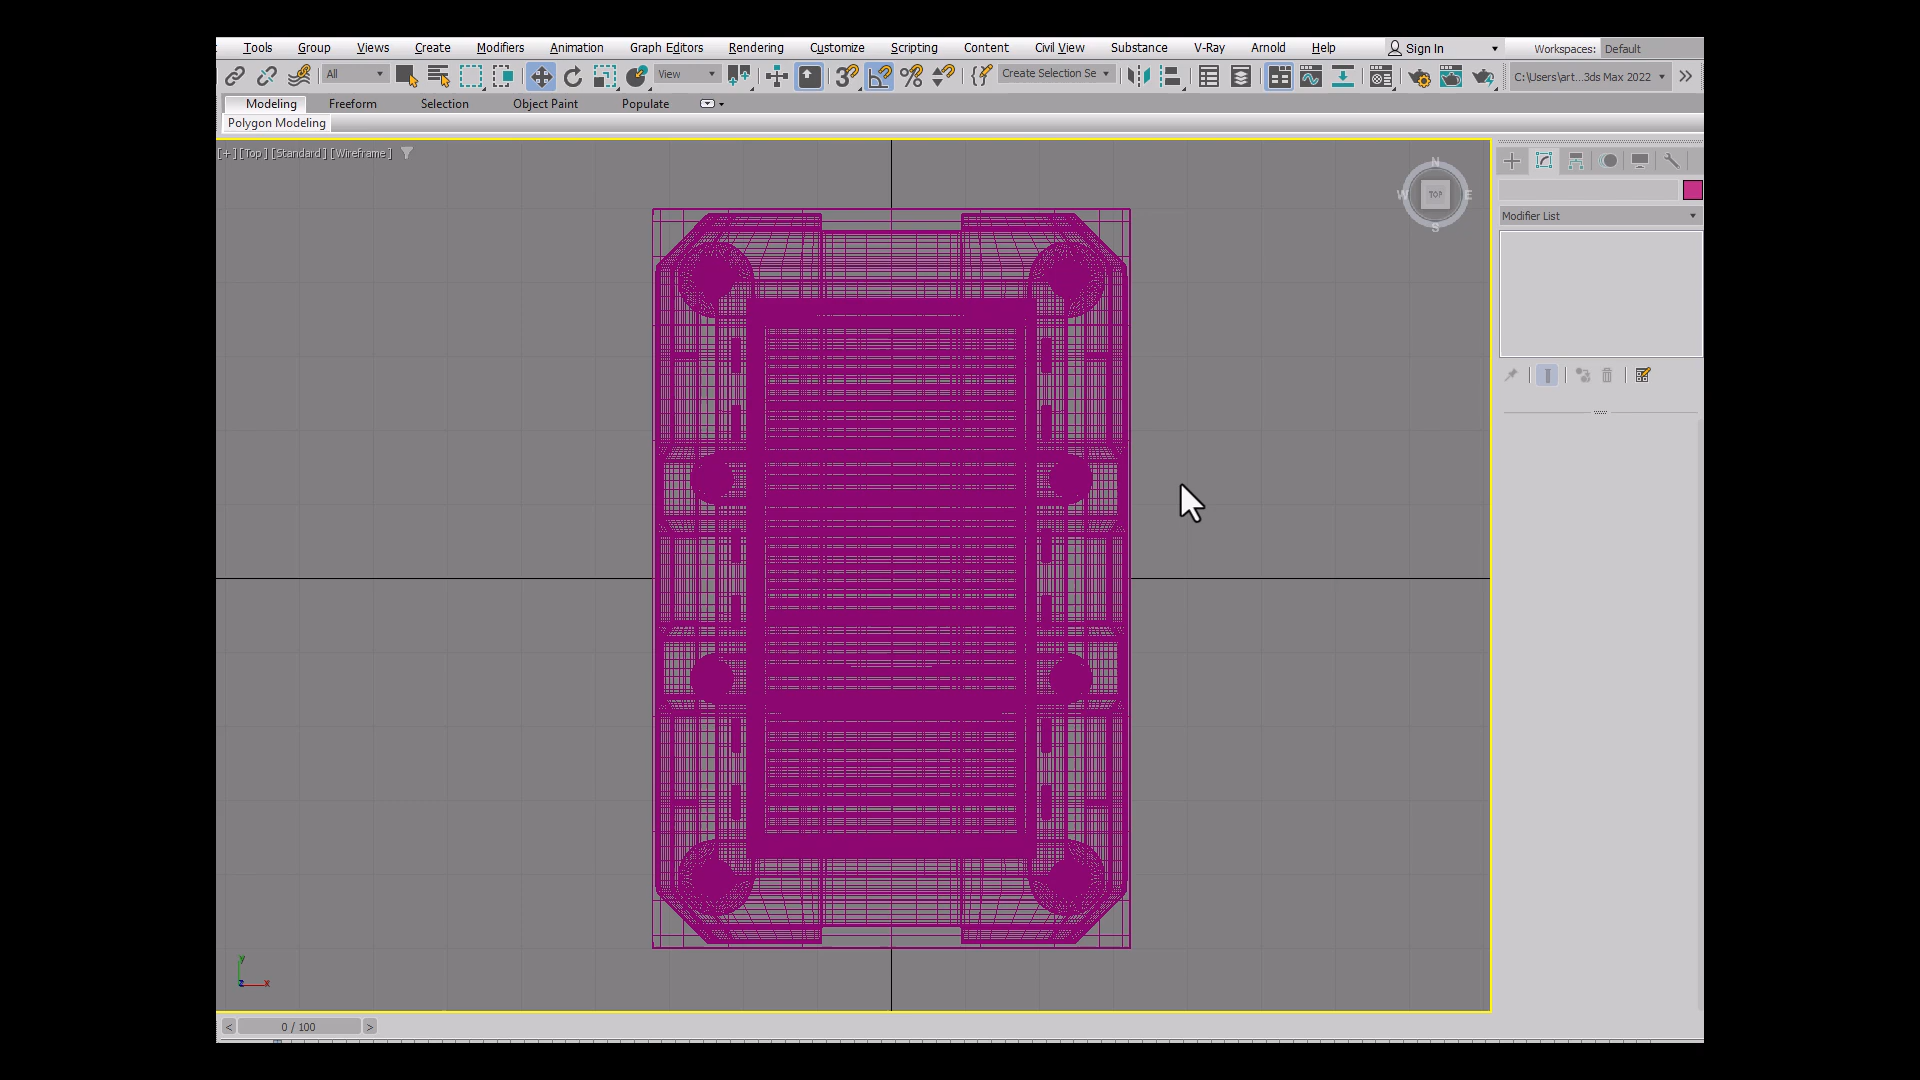 Tools Group Views Create Modifiers Animation Graph Editors Rendering Customize Scripting Content Civil View Substance V-Ray Arnold Help Sign In Workspaces: Default
All View 3 Create Selection Se C:\Users\art...3ds Max 2022
Modeling Freeform Selection Object Paint Populate
Polygon Modeling
[+] [Top] [Standard] [Wireframe]
N
W TOP E
S
Modifier List
y
z x
< 0 / 100 >